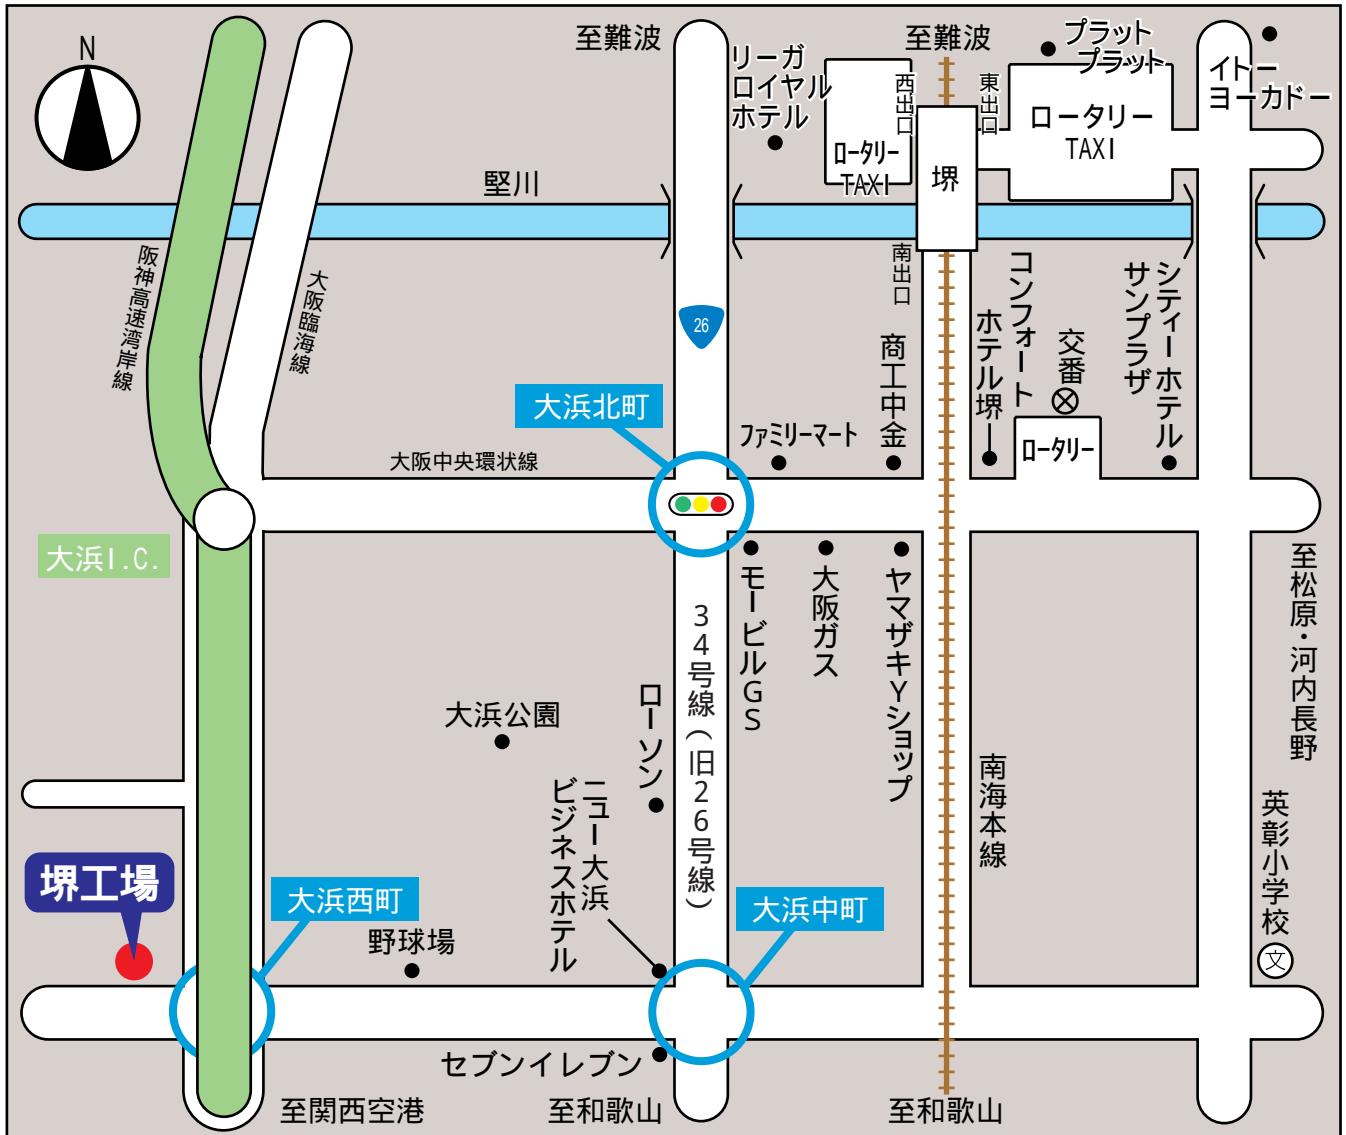 N
至難波
リーガ
ロイヤル
ホテル
ロータリー
TAXI
西出口
至難波
東出口
堺
プラット
プラット
ロータリー
TAXI
イトー
ヨーカドー
堅川
阪神高速湾岸線
大阪臨海線
26
南出口
商工中金
コンフォート
ホテル堺
交番
ロータリー
シティーホテル
サンプラザ
大浜北町
ファミリーマート
大阪中央環状線
大浜I.C.
モービルGS
大阪ガス
ヤマザキYショップ
34号線(旧26号線)
至松原・河内長野
大浜公園
ローソン
ニュー大浜
ビジネスホテル
南海本線
英彰小学校
文
堺工場
大浜西町
野球場
大浜中町
セブンイレブン
至関西空港
至和歌山
至和歌山